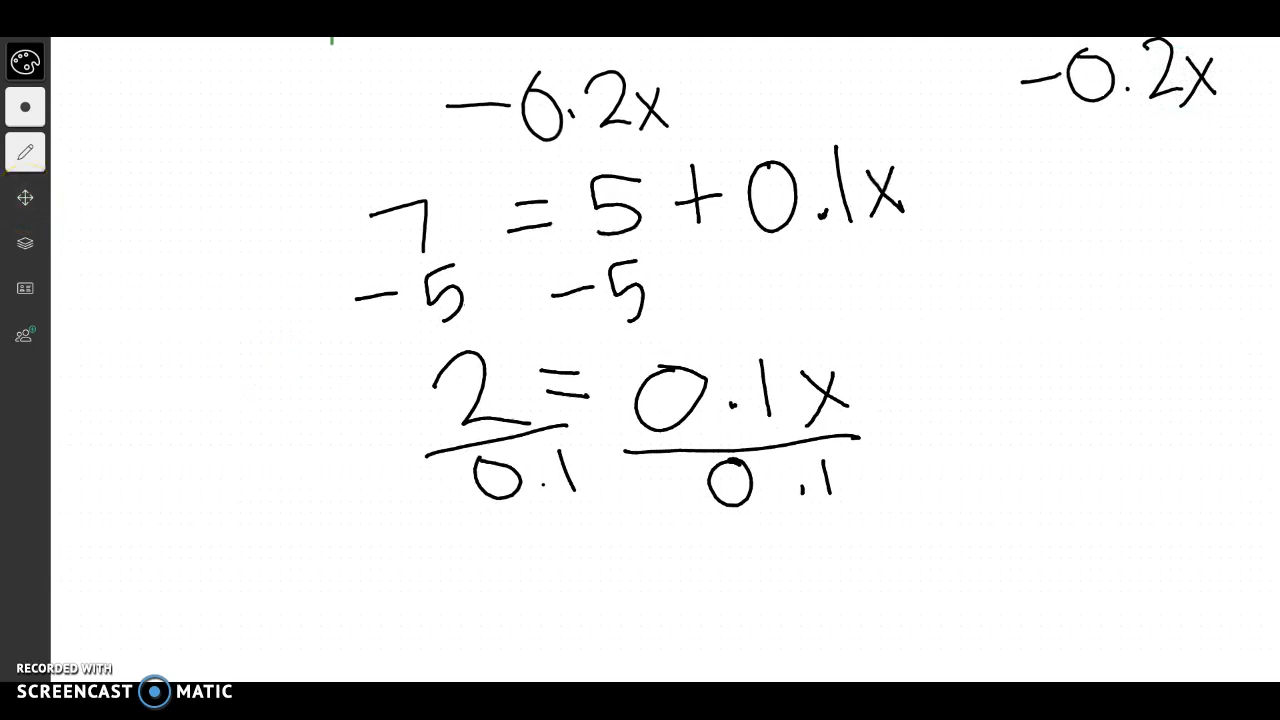 -0.2x -0.2x
7 = 5 + 0.1x
-5 -5
2 = 0.1x
0.1 0.1
RECORDED WITH
SCREENCAST MATIC